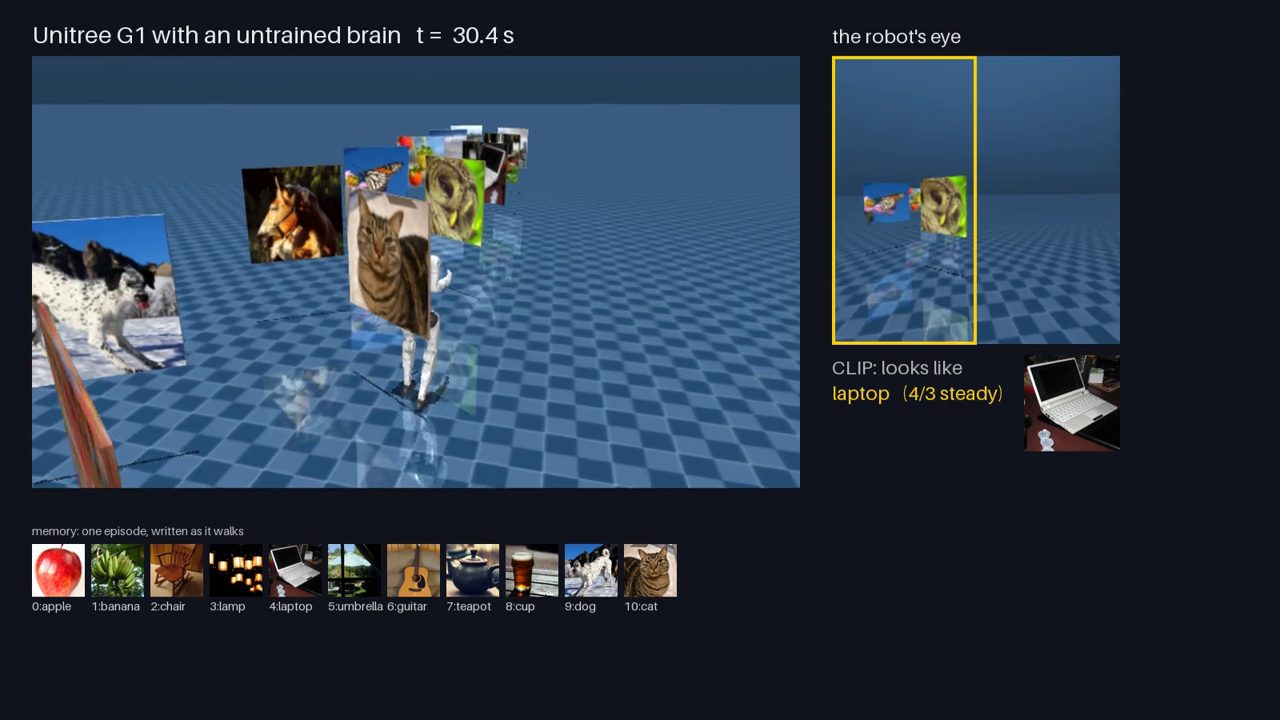 Unitree G1 with an untrained brain t = 30.4 s
the robot's eye
CLIP: looks like
laptop (4/3 steady)
memory: one episode, written as it walks
0:apple 1:banana 2:chair 3:lamp 4:laptop 5:umbrella 6:guitar 7:teapot 8:cup 9:dog 10:cat